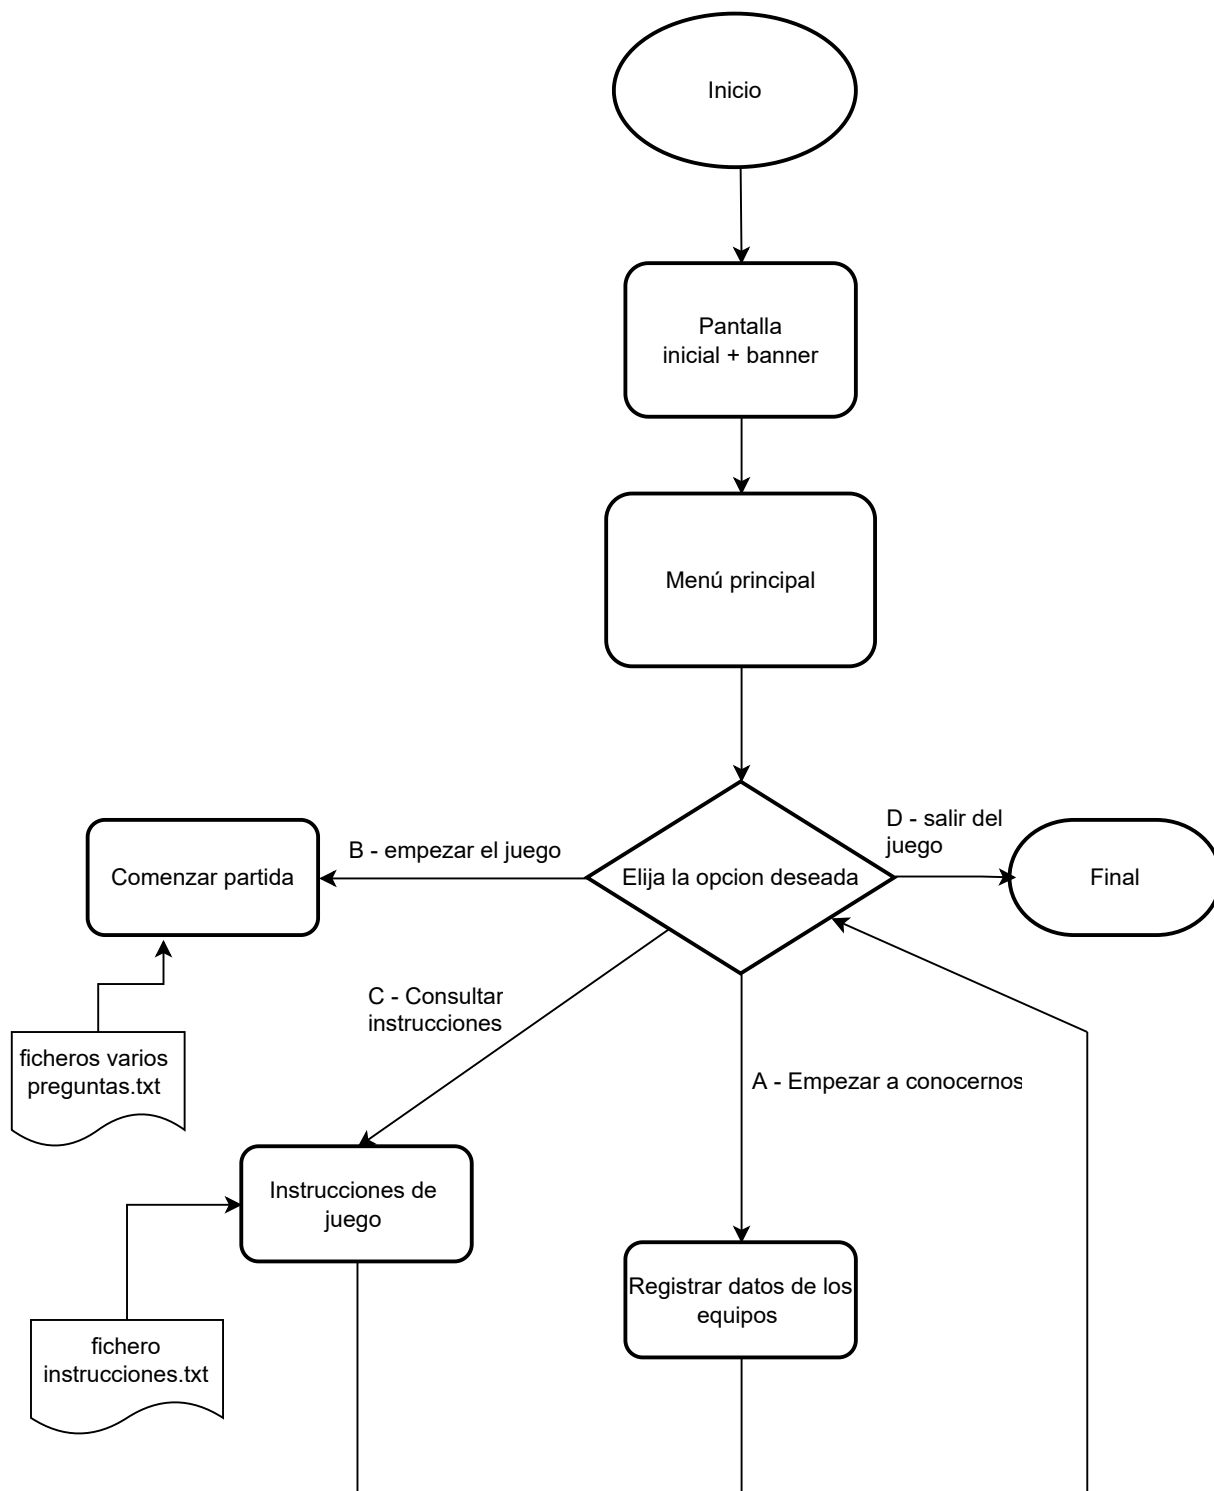 Inicio
Pantalla
inicial + banner
Menú principal
D - salir del
juego
B - empezar el juego
Comenzar partida
Elija la opcion deseada
Final
C - Consultar
instrucciones
ficheros varios
preguntas.txt
A - Empezar a conocernos
Instrucciones de
juego
Registrar datos de los
equipos
fichero
instrucciones.txt